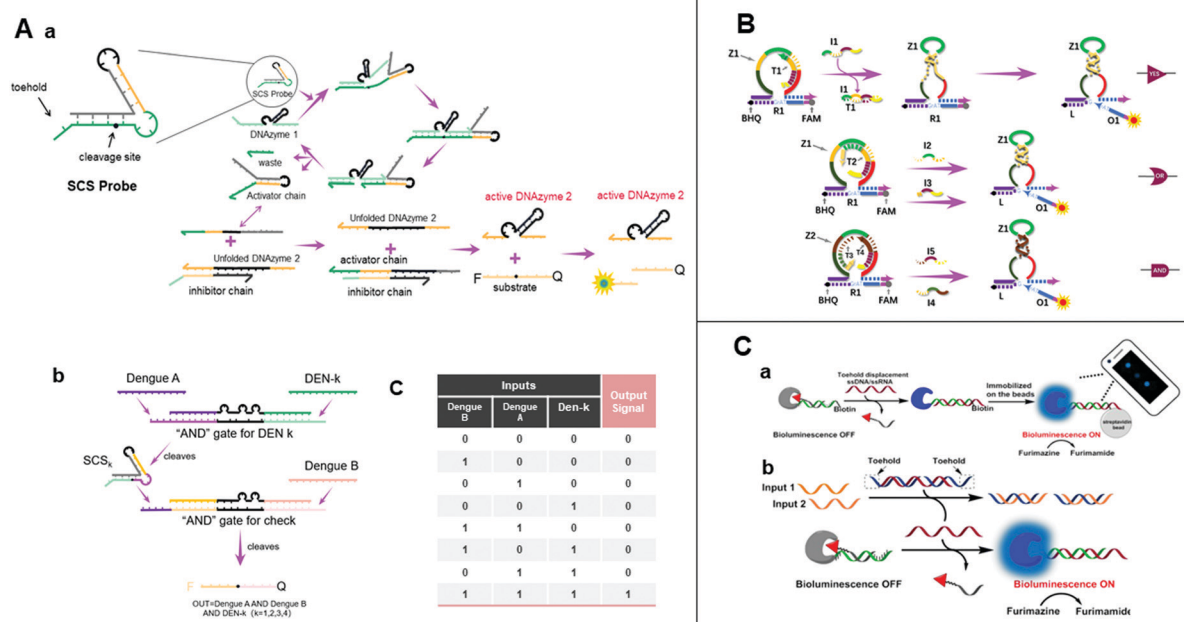 A a
toehold
cleavage site
SCS Probe
SCS Probe
DNAzyme 1
waste
Activator chain
Unfolded DNAzyme 2
inhibitor chain
Unfolded DNAzyme 2
activator chain
inhibitor chain
active DNAzyme 2
F Q
substrate
active DNAzyme 2
Q
b
Dengue A
DEN-k
“AND” gate for DEN k
cleaves
SCSk
Dengue B
“AND” gate for check
cleaves
F Q
OUT=Dengue A AND Dengue B
AND DEN-k (k=1,2,3,4)
C
Inputs Output Signal
Dengue B Dengue A Den-k
0 0 0 0
1 0 0 0
0 1 0 0
0 0 1 0
1 1 0 0
1 0 1 0
0 1 1 0
1 1 1 1
B
Z1 T1 BHQ R1 FAM
I1
I1
T1
Z1
R1
Z1
L O1
YES
Z1 T2 BHQ R1 FAM
I2
I3
Z1
L O1
OR
Z2 T3 T4 BHQ R1 FAM
I5
I4
Z1
L O1
AND
C
a
Toehold displacement
ssDNA/ssRNA
Biotin
Bioluminescence OFF
Biotin
Immobilized
on the beads
streptavidin
bead
Bioluminescence ON
Furimazine Furimamide
b
Toehold Toehold
Input 1
Input 2
Bioluminescence OFF
Bioluminescence ON
Furimazine Furimamide